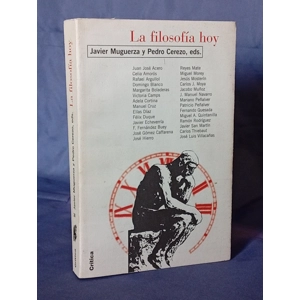 La filosofía hoy
Javier Muguerza y Pedro Cerezo, eds.
Juan José Acero
Celia Amorós
Rafael Argullol
Domingo Blanco
Margarita Boladeras
Victoria Camps
Adela Cortina
Manuel Cruz
Elías Díaz
Félix Duque
Javier Echeverría
F. Fernández Buey
José Gómez Caffarena
José Hierro
Reyes Mate
Miguel Morey
Jesús Mosterín
Carlos J. Moya
Jacobo Muñoz
J. Manuel Navarro
Mariano Peñalver
Patricio Peñalver
Fernando Quesada
Miguel A. Quintanilla
Ramón Rodríguez
Javier San Martín
Carlos Thiebaut
José Luis Villacañas
Crítica
La filosofía hoy
J. Muguerza y P. Cerezo, eds.